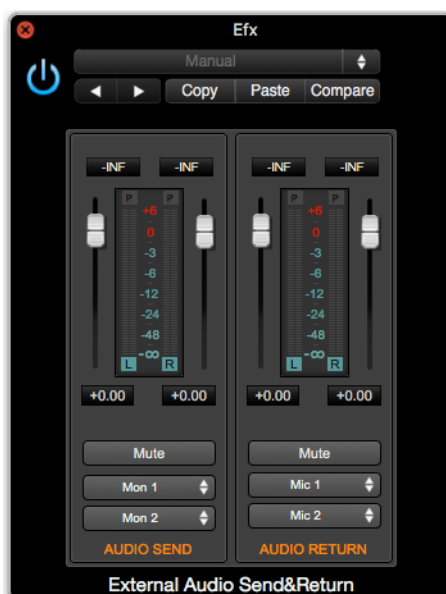 Efx
Manual
Copy Paste Compare
-INF -INF -INF -INF
P P P P
+6 +6
0 0
-3 -3
-6 -6
-12 -12
-24 -24
-48 -48
L -∞ R L -∞ R
+0.00 +0.00 +0.00 +0.00
Mute Mute
Mon 1 Mic 1
Mon 2 Mic 2
AUDIO SEND AUDIO RETURN
External Audio Send&Return